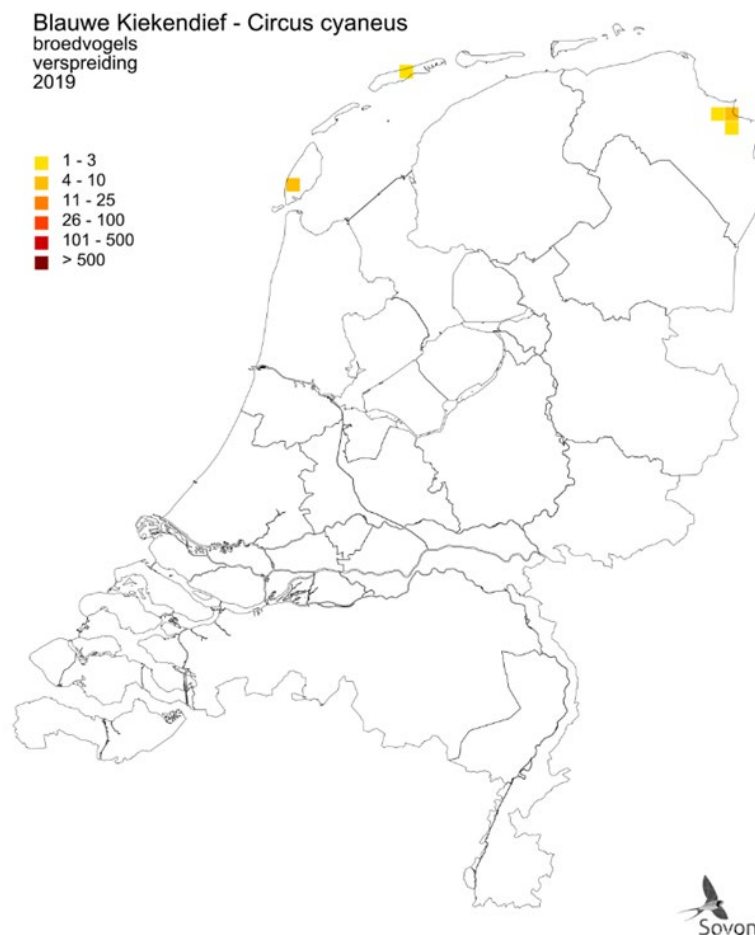 Blauwe Kiekendief - Circus cyaneus
broedvogels
verspreiding
2019
1 - 3
4 - 10
11 - 25
26 - 100
101 - 500
> 500
Sovon